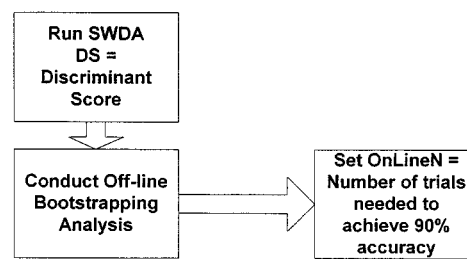 Run SWDA
DS =
Discriminant
Score
Conduct Off-line
Bootstrapping
Analysis
Set OnLineN =
Number of trials
needed to
achieve 90%
accuracy